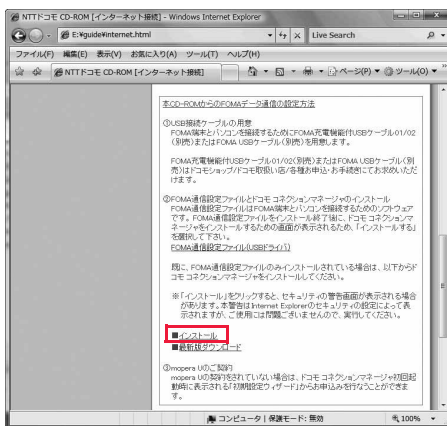 NTTドコモ CD-ROM [インターネット接続] - Windows Internet Explorer
E:¥guide¥internet.html
Live Search
ファイル(F) 編集(E) 表示(V) お気に入り(A) ツール(T) ヘルプ(H)
NTTドコモ CD-ROM [インターネット接続] ページ(P) ツール(O)
本CD-ROMからのFOMAデータ通信の設定方法
①USB接続ケーブルの用意
FOMA端末とパソコンを接続するためにFOMA充電機能付USBケーブル01/02
(別売)またはFOMA USBケーブル(別売)を用意します。
FOMA充電機能付USBケーブル01/02(別売)またはFOMA USBケーブル(別
売)はドコモショップ/ドコモ取扱い店/各種お申込・お手続きにてお求めいただ
けます。
②FOMA通信設定ファイルとドコモ コネクションマネージャのインストール
FOMA通信設定ファイルはFOMA端末とパソコンを接続するためのソフトウェア
です。FOMA通信設定ファイルをインストール終了後に、ドコモ コネクションマ
ネージャをインストールするための画面が表示されるため、「インストールする」
を選択して下さい。
FOMA通信設定ファイル(USBドライバ)
既に、FOMA通信設定ファイルのみインストールされている場合は、以下からド
コモ コネクションマネージャをインストールしてください。
※「インストール」をクリックすると、セキュリティの警告画面が表示される場合
があります。本警告はInternet Explorerのセキュリティの設定によって表
示されますが、ご使用には問題ございませんので、実行してください。
■インストール
■最新版ダウンロード
③mopera Uのご契約
mopera Uの契約をされていない場合は、ドコモ コネクションマネージャ初回起
動時に表示される「初期設定ウィザード」からお申込みを行なうことができま
す。
コンピュータ | 保護モード: 無効
100%